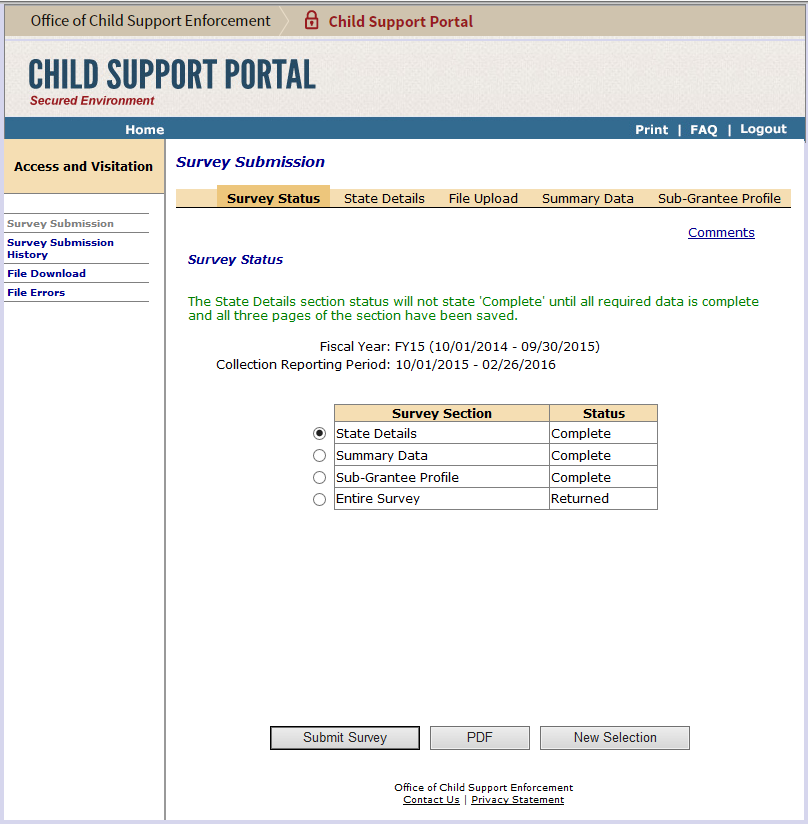 Office of Child Support Enforcement
Child Support Portal
CHILD SUPPORT PORTAL
Secured Environment
Home
Print | FAQ | Logout
Access and Visitation
Survey Submission
Survey Submission
History
File Download
File Errors
Survey Submission
Survey Status State Details File Upload Summary Data Sub-Grantee Profile
Comments
Survey Status
The State Details section status will not state 'Complete' until all required data is complete
and all three pages of the section have been saved.
Fiscal Year: FY15 (10/01/2014 - 09/30/2015)
Collection Reporting Period: 10/01/2015 - 02/26/2016
Survey Section Status
State Details Complete
Summary Data Complete
Sub-Grantee Profile Complete
Entire Survey Returned
Submit Survey PDF New Selection
Office of Child Support Enforcement
Contact Us | Privacy Statement